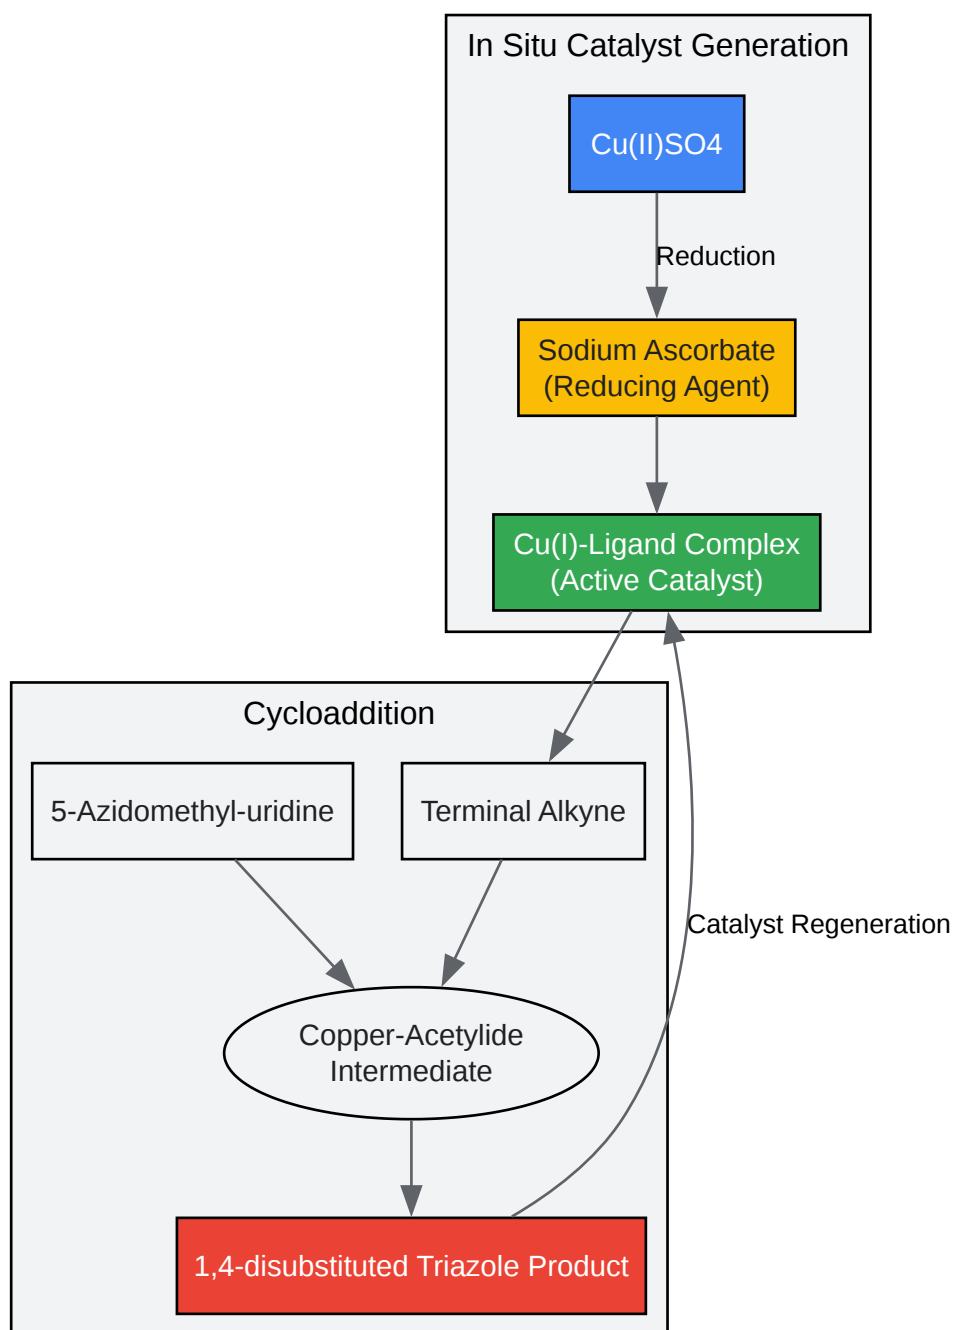 In Situ Catalyst Generation
Cu(II)SO4
Reduction
Sodium Ascorbate
(Reducing Agent)
Cu(I)-Ligand Complex
(Active Catalyst)
Cycloaddition
5-Azidomethyl-uridine
Terminal Alkyne
Catalyst Regeneration
Copper-Acetylide
Intermediate
1,4-disubstituted Triazole Product